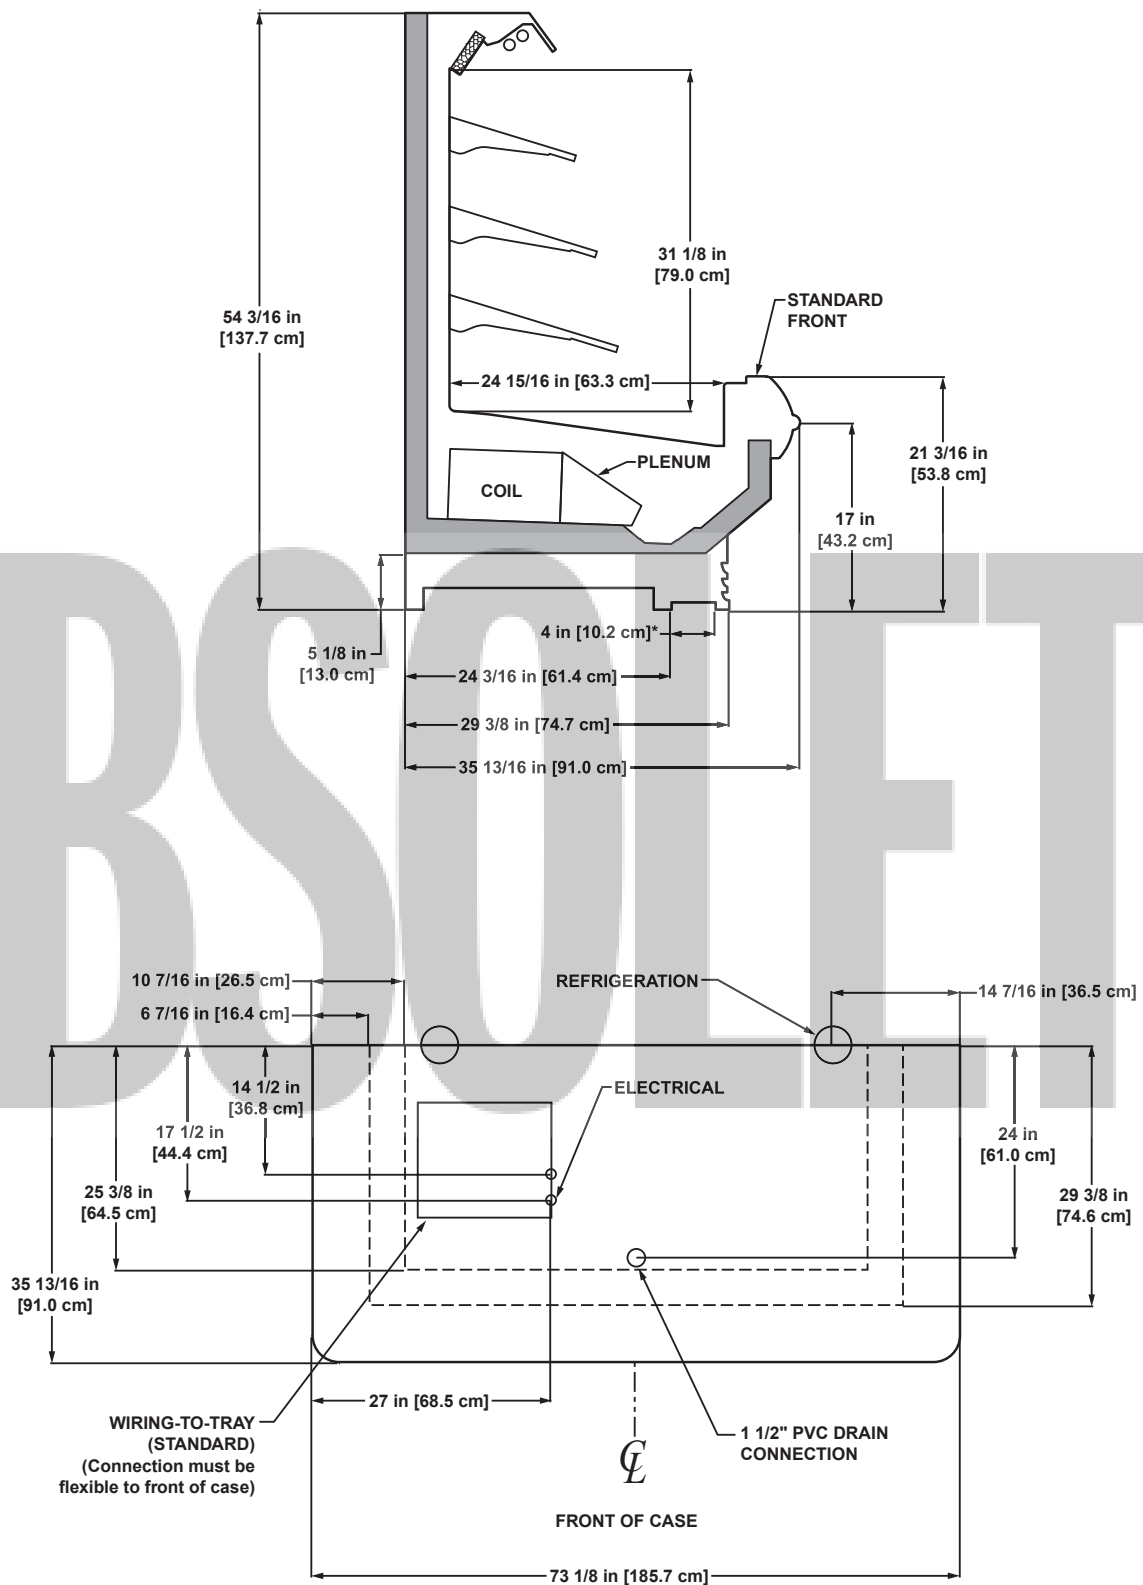 54 3/16 in
[137.7 cm]
31 1/8 in
[79.0 cm]
STANDARD
FRONT
24 15/16 in [63.3 cm]
PLENUM
COIL
21 3/16 in
[53.8 cm]
17 in
[43.2 cm]
4 in [10.2 cm]*
5 1/8 in
[13.0 cm]
24 3/16 in [61.4 cm]
29 3/8 in [74.7 cm]
35 13/16 in [91.0 cm]
BSOLET
10 7/16 in [26.5 cm]
REFRIGERATION
14 7/16 in [36.5 cm]
6 7/16 in [16.4 cm]
14 1/2 in
[36.8 cm]
ELECTRICAL
17 1/2 in
[44.4 cm]
24 in
[61.0 cm]
25 3/8 in
[64.5 cm]
29 3/8 in
[74.6 cm]
35 13/16 in
[91.0 cm]
27 in [68.5 cm]
WIRING-TO-TRAY
(STANDARD)
(Connection must be
flexible to front of case)
1 1/2" PVC DRAIN
CONNECTION
℄
FRONT OF CASE
73 1/8 in [185.7 cm]